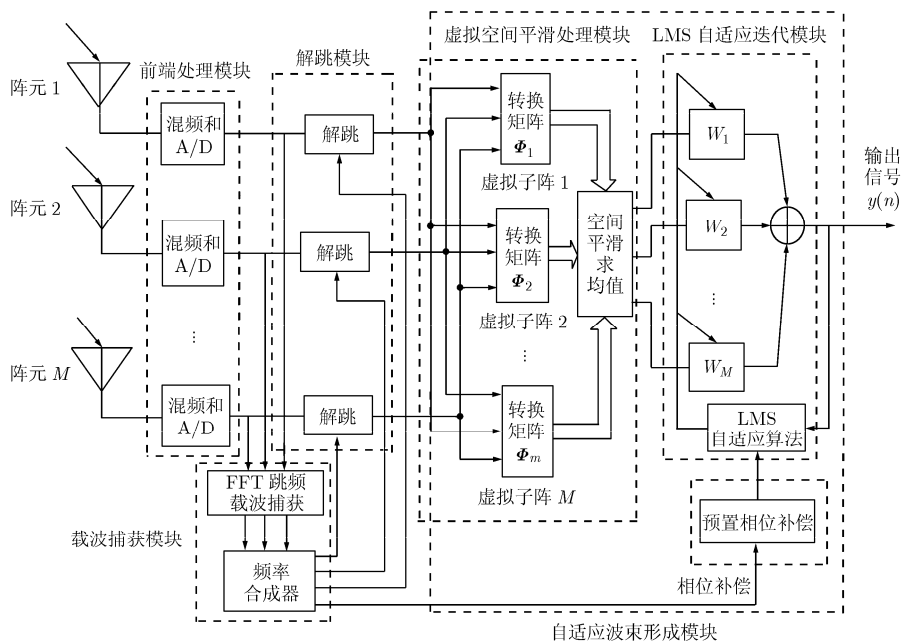 虚拟空间平滑处理模块
LMS 自适应迭代模块
解跳模块
前端处理模块
阵元 1
混频和
A/D
解跳
转换
矩阵
Φ1
虚拟子阵 1
W1
输出
信号
y(n)
阵元 2
混频和
A/D
解跳
转换
矩阵
Φ2
虚拟子阵 2
空间
平滑
求
均值
W2
⋮
⋯
⋯
阵元 M
混频和
A/D
解跳
转换
矩阵
Φm
虚拟子阵 M
WM
LMS
自适应算法
FFT 跳频
载波捕获
载波捕获模块
频率
合成器
预置相位补偿
相位补偿
自适应波束形成模块